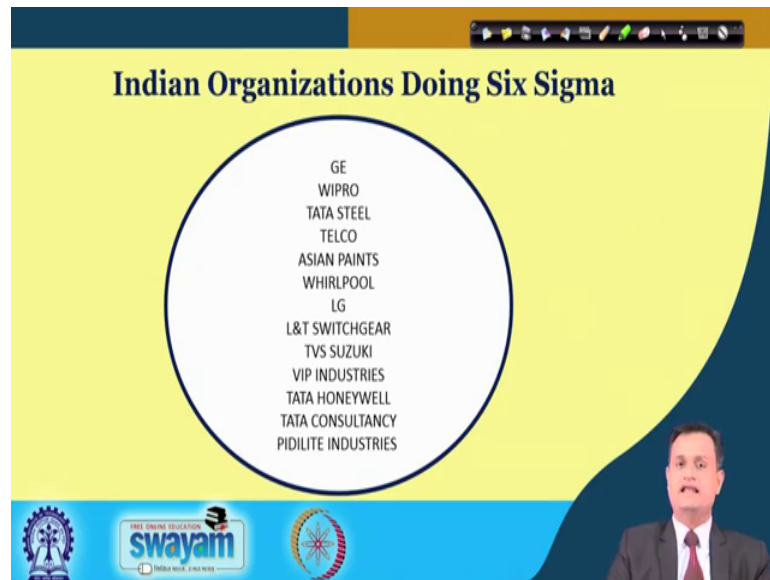 Indian Organizations Doing Six Sigma
GE
WIPRO
TATA STEEL
TELCO
ASIAN PAINTS
WHIRLPOOL
LG
L&T SWITCHGEAR
TVS SUZUKI
VIP INDUSTRIES
TATA HONEYWELL
TATA CONSULTANCY
PIDILITE INDUSTRIES
FREE ONLINE EDUCATION
swayam